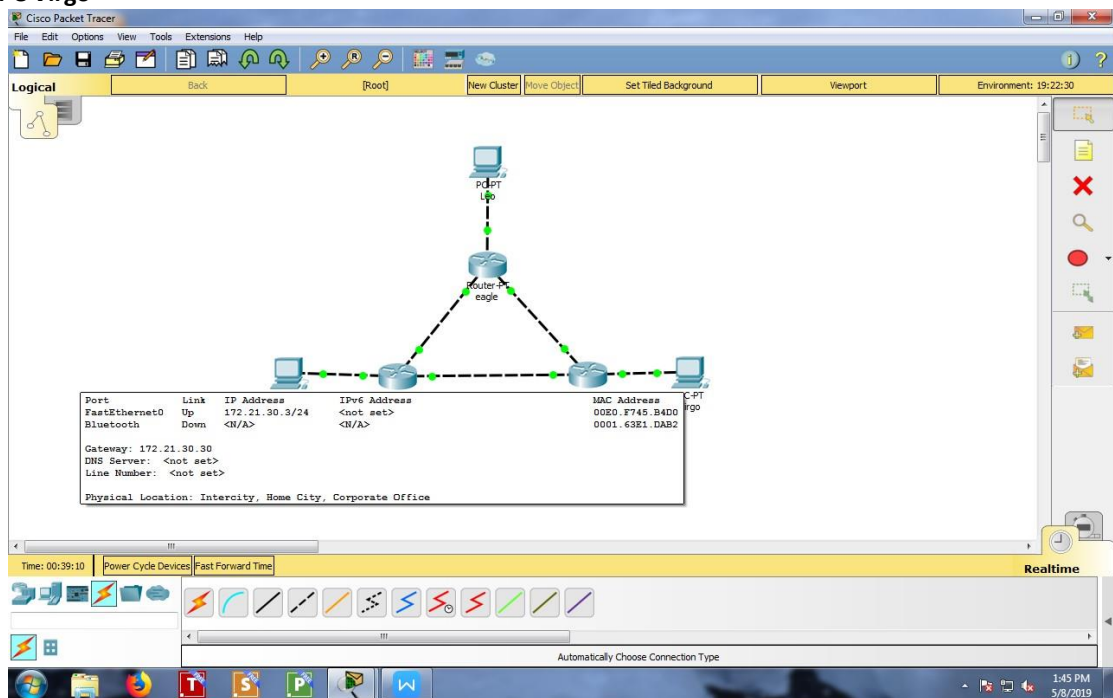 Cisco Packet Tracer
File Edit Options View Tools Extensions Help
Logical Back [Root] New Cluster Move Object Set Tiled Background Viewport Environment: 19:22:30
PC-PT
Leo
Router-PT
eagle
C-PT
irgo
Port Link IP Address IPv6 Address MAC Address
FastEthernet0 Up 172.21.30.3/24 <not set> 00E0.F745.B4D0
Bluetooth Down <N/A> <N/A> 0001.63E1.DAB2
Gateway: 172.21.30.30
DNS Server: <not set>
Line Number: <not set>
Physical Location: Intercity, Home City, Corporate Office
Time: 00:39:10 Power Cycle Devices Fast Forward Time Realtime
Automatically Choose Connection Type
1:45 PM
5/8/2019